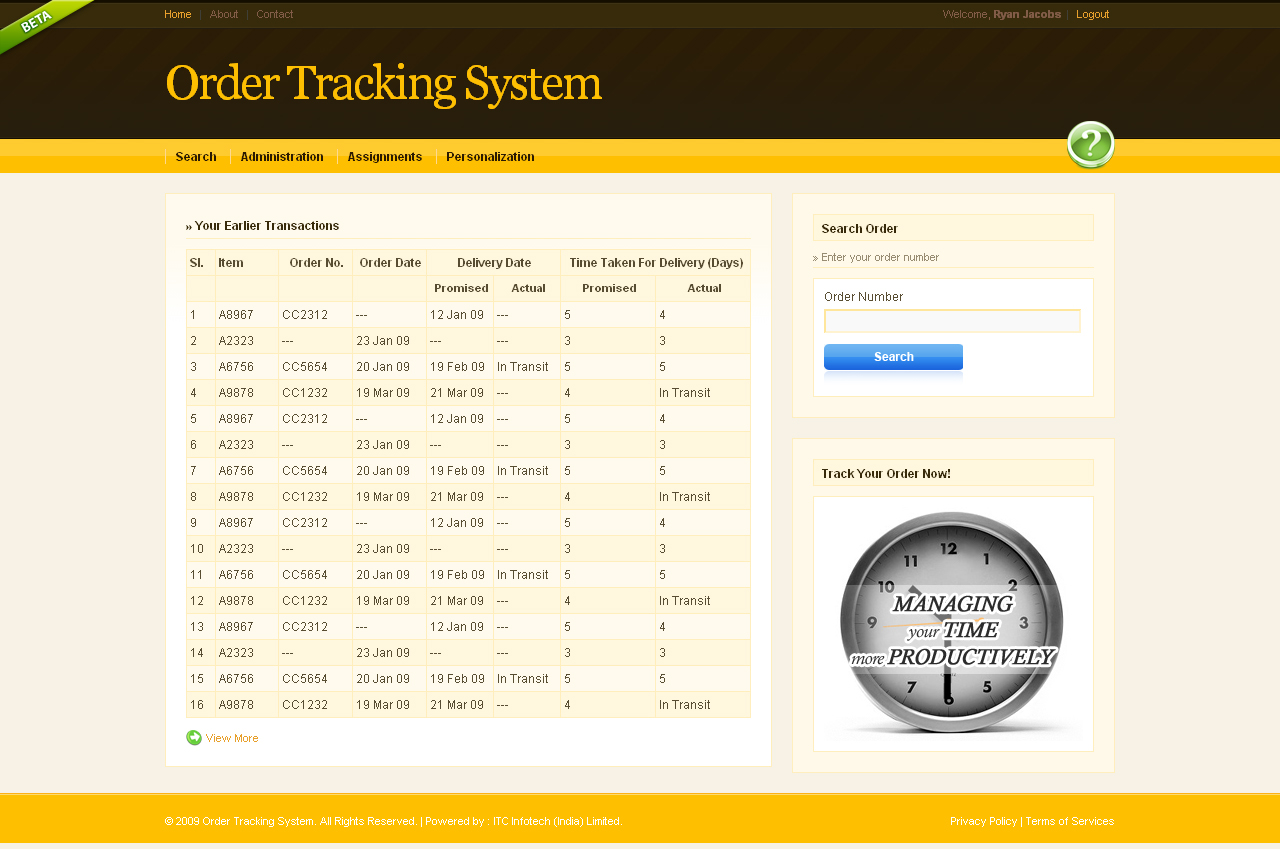 BETA
Home | About | Contact
Welcome, Ryan Jacobs | Logout
Order Tracking System
Search Administration Assignments Personalization
?
» Your Earlier Transactions
Sl. Item Order No. Order Date Delivery Date Time Taken For Delivery (Days)
Promised Actual Promised Actual
1 A8967 CC2312 --- 12 Jan 09 --- 5 4
2 A2323 --- 23 Jan 09 --- --- 3 3
3 A6756 CC5654 20 Jan 09 19 Feb 09 In Transit 5 5
4 A9878 CC1232 19 Mar 09 21 Mar 09 --- 4 In Transit
5 A8967 CC2312 --- 12 Jan 09 --- 5 4
6 A2323 --- 23 Jan 09 --- --- 3 3
7 A6756 CC5654 20 Jan 09 19 Feb 09 In Transit 5 5
8 A9878 CC1232 19 Mar 09 21 Mar 09 --- 4 In Transit
9 A8967 CC2312 --- 12 Jan 09 --- 5 4
10 A2323 --- 23 Jan 09 --- --- 3 3
11 A6756 CC5654 20 Jan 09 19 Feb 09 In Transit 5 5
12 A9878 CC1232 19 Mar 09 21 Mar 09 --- 4 In Transit
13 A8967 CC2312 --- 12 Jan 09 --- 5 4
14 A2323 --- 23 Jan 09 --- --- 3 3
15 A6756 CC5654 20 Jan 09 19 Feb 09 In Transit 5 5
16 A9878 CC1232 19 Mar 09 21 Mar 09 --- 4 In Transit
View More
Search Order
» Enter your order number
Order Number
Search
Track Your Order Now!
12
11 1
10 2
MANAGING
9 your TIME 3
more PRODUCTIVELY
7 5
6
© 2009 Order Tracking System. All Rights Reserved. | Powered by : ITC Infotech (India) Limited.
Privacy Policy | Terms of Services